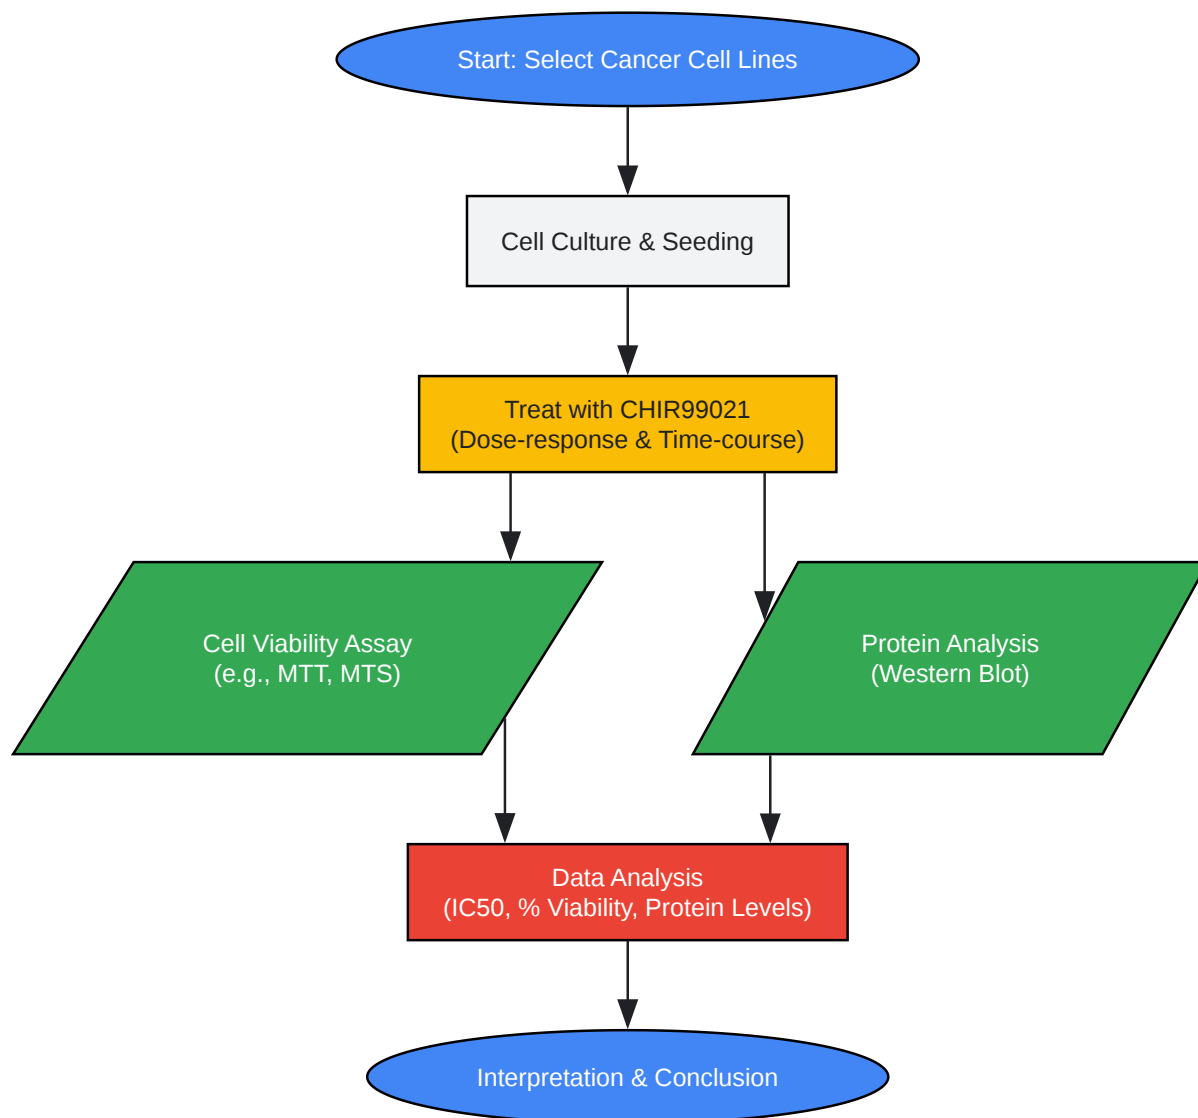 Start: Select Cancer Cell Lines
Cell Culture & Seeding
Treat with CHIR99021
(Dose-response & Time-course)
Cell Viability Assay
(e.g., MTT, MTS)
Protein Analysis
(Western Blot)
Data Analysis
(IC50, % Viability, Protein Levels)
Interpretation & Conclusion